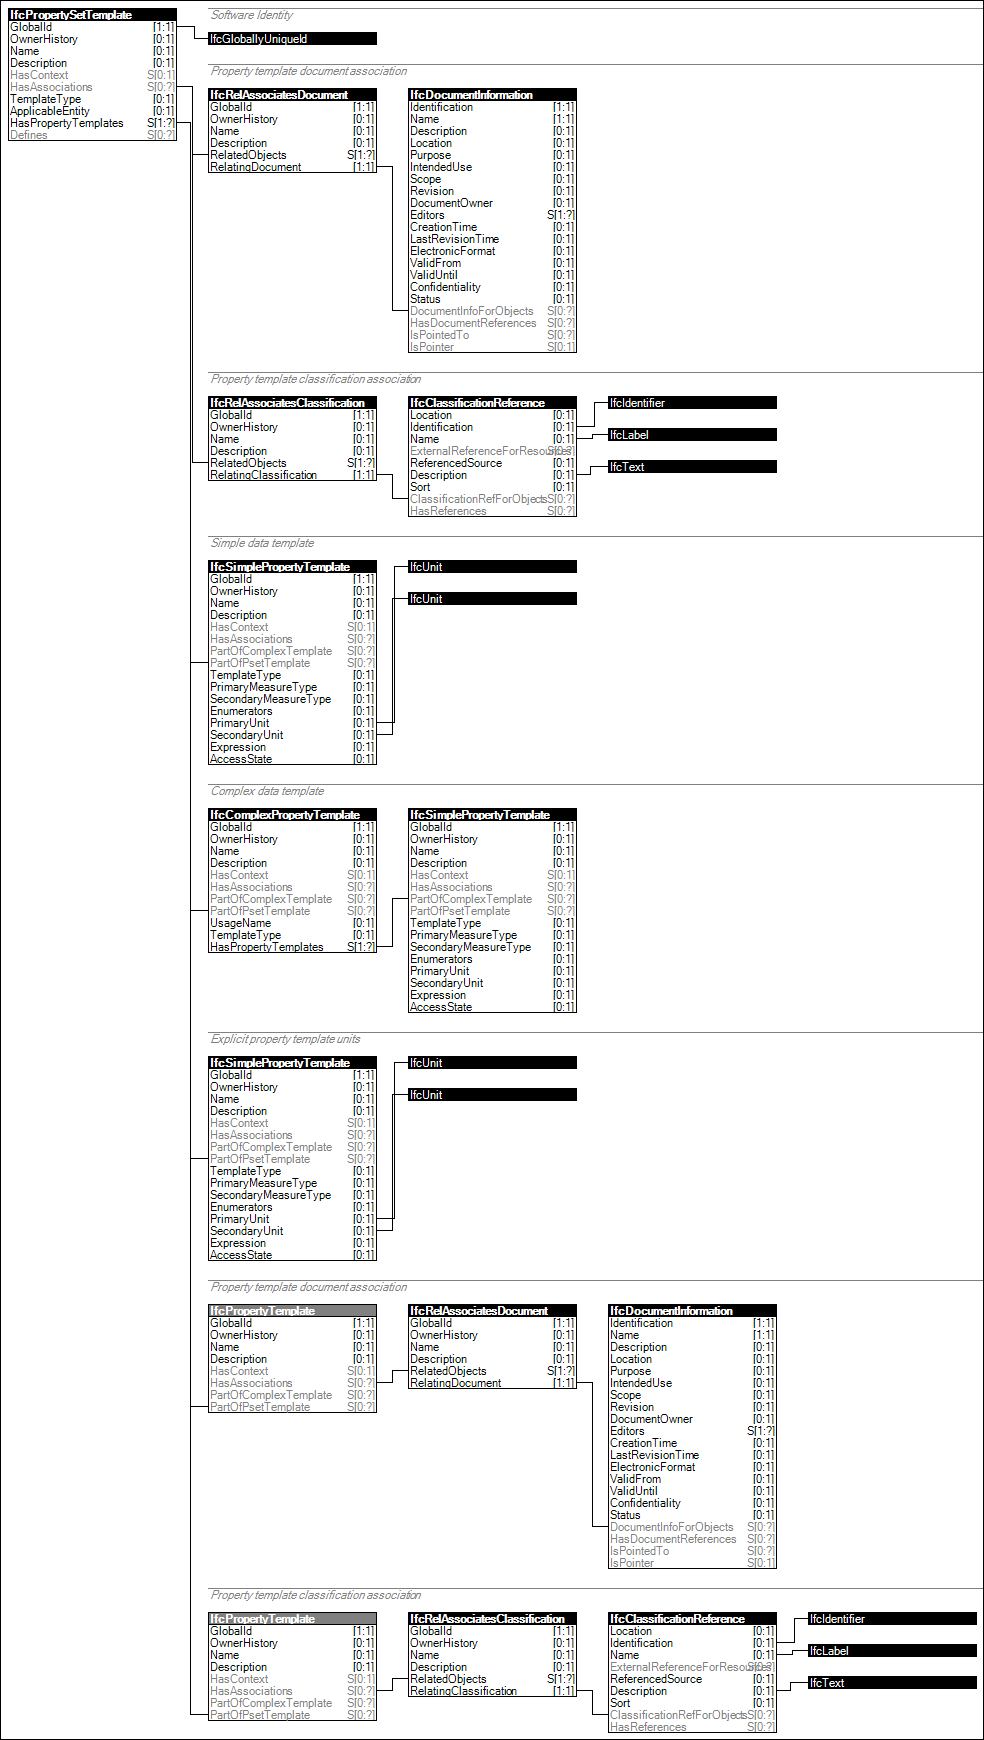 IfcPropertySetTemplate
GlobalId [1:1]
OwnerHistory [0:1]
Name [0:1]
Description [0:1]
HasContext S[0:1]
HasAssociations S[0:?]
TemplateType [0:1]
ApplicableEntity [0:1]
HasPropertyTemplates S[1:?]
Defines S[0:?]
Software Identity
IfcGloballyUniqueId
Property template document association
IfcRelAssociatesDocument
GlobalId [1:1]
OwnerHistory [0:1]
Name [0:1]
Description [0:1]
RelatedObjects S[1:?]
RelatingDocument [1:1]
IfcDocumentInformation
Identification [1:1]
Name [1:1]
Description [0:1]
Location [0:1]
Purpose [0:1]
IntendedUse [0:1]
Scope [0:1]
Revision [0:1]
DocumentOwner [0:1]
Editors S[1:?]
CreationTime [0:1]
LastRevisionTime [0:1]
ElectronicFormat [0:1]
ValidFrom [0:1]
ValidUntil [0:1]
Confidentiality [0:1]
Status [0:1]
DocumentInfoForObjects S[0:?]
HasDocumentReferences S[0:?]
IsPointedTo S[0:?]
IsPointer S[0:1]
Property template classification association
IfcRelAssociatesClassification
GlobalId [1:1]
OwnerHistory [0:1]
Name [0:1]
Description [0:1]
RelatedObjects S[1:?]
RelatingClassification [1:1]
IfcClassificationReference
Location [0:1]
Identification [0:1]
Name [0:1]
ExternalReferenceForResources S[0:?]
ReferencedSource [0:1]
Description [0:1]
Sort [0:1]
ClassificationRefForObjects S[0:?]
HasReferences S[0:?]
IfcIdentifier
IfcLabel
IfcText
Simple data template
IfcSimplePropertyTemplate
GlobalId [1:1]
OwnerHistory [0:1]
Name [0:1]
Description [0:1]
HasContext S[0:1]
HasAssociations S[0:?]
PartOfComplexTemplate S[0:?]
PartOfPsetTemplate S[0:?]
TemplateType [0:1]
PrimaryMeasureType [0:1]
SecondaryMeasureType [0:1]
Enumerators [0:1]
PrimaryUnit [0:1]
SecondaryUnit [0:1]
Expression [0:1]
AccessState [0:1]
IfcUnit
IfcUnit
Complex data template
IfcComplexPropertyTemplate
GlobalId [1:1]
OwnerHistory [0:1]
Name [0:1]
Description [0:1]
HasContext S[0:1]
HasAssociations S[0:?]
PartOfComplexTemplate S[0:?]
PartOfPsetTemplate S[0:?]
UsageName [0:1]
TemplateType [0:1]
HasPropertyTemplates S[1:?]
IfcSimplePropertyTemplate
GlobalId [1:1]
OwnerHistory [0:1]
Name [0:1]
Description [0:1]
HasContext S[0:1]
HasAssociations S[0:?]
PartOfComplexTemplate S[0:?]
PartOfPsetTemplate S[0:?]
TemplateType [0:1]
PrimaryMeasureType [0:1]
SecondaryMeasureType [0:1]
Enumerators [0:1]
PrimaryUnit [0:1]
SecondaryUnit [0:1]
Expression [0:1]
AccessState [0:1]
Explicit property template units
IfcSimplePropertyTemplate
GlobalId [1:1]
OwnerHistory [0:1]
Name [0:1]
Description [0:1]
HasContext S[0:1]
HasAssociations S[0:?]
PartOfComplexTemplate S[0:?]
PartOfPsetTemplate S[0:?]
TemplateType [0:1]
PrimaryMeasureType [0:1]
SecondaryMeasureType [0:1]
Enumerators [0:1]
PrimaryUnit [0:1]
SecondaryUnit [0:1]
Expression [0:1]
AccessState [0:1]
IfcUnit
IfcUnit
Property template document association
IfcPropertyTemplate
GlobalId [1:1]
OwnerHistory [0:1]
Name [0:1]
Description [0:1]
HasContext S[0:1]
HasAssociations S[0:?]
PartOfComplexTemplate S[0:?]
PartOfPsetTemplate S[0:?]
IfcRelAssociatesDocument
GlobalId [1:1]
OwnerHistory [0:1]
Name [0:1]
Description [0:1]
RelatedObjects S[1:?]
RelatingDocument [1:1]
IfcDocumentInformation
Identification [1:1]
Name [1:1]
Description [0:1]
Location [0:1]
Purpose [0:1]
IntendedUse [0:1]
Scope [0:1]
Revision [0:1]
DocumentOwner [0:1]
Editors S[1:?]
CreationTime [0:1]
LastRevisionTime [0:1]
ElectronicFormat [0:1]
ValidFrom [0:1]
ValidUntil [0:1]
Confidentiality [0:1]
Status [0:1]
DocumentInfoForObjects S[0:?]
HasDocumentReferences S[0:?]
IsPointedTo S[0:?]
IsPointer S[0:1]
Property template classification association
IfcPropertyTemplate
GlobalId [1:1]
OwnerHistory [0:1]
Name [0:1]
Description [0:1]
HasContext S[0:1]
HasAssociations S[0:?]
PartOfComplexTemplate S[0:?]
PartOfPsetTemplate S[0:?]
IfcRelAssociatesClassification
GlobalId [1:1]
OwnerHistory [0:1]
Name [0:1]
Description [0:1]
RelatedObjects S[1:?]
RelatingClassification [1:1]
IfcClassificationReference
Location [0:1]
Identification [0:1]
Name [0:1]
ExternalReferenceForResources S[0:?]
ReferencedSource [0:1]
Description [0:1]
Sort [0:1]
ClassificationRefForObjects S[0:?]
HasReferences S[0:?]
IfcIdentifier
IfcLabel
IfcText